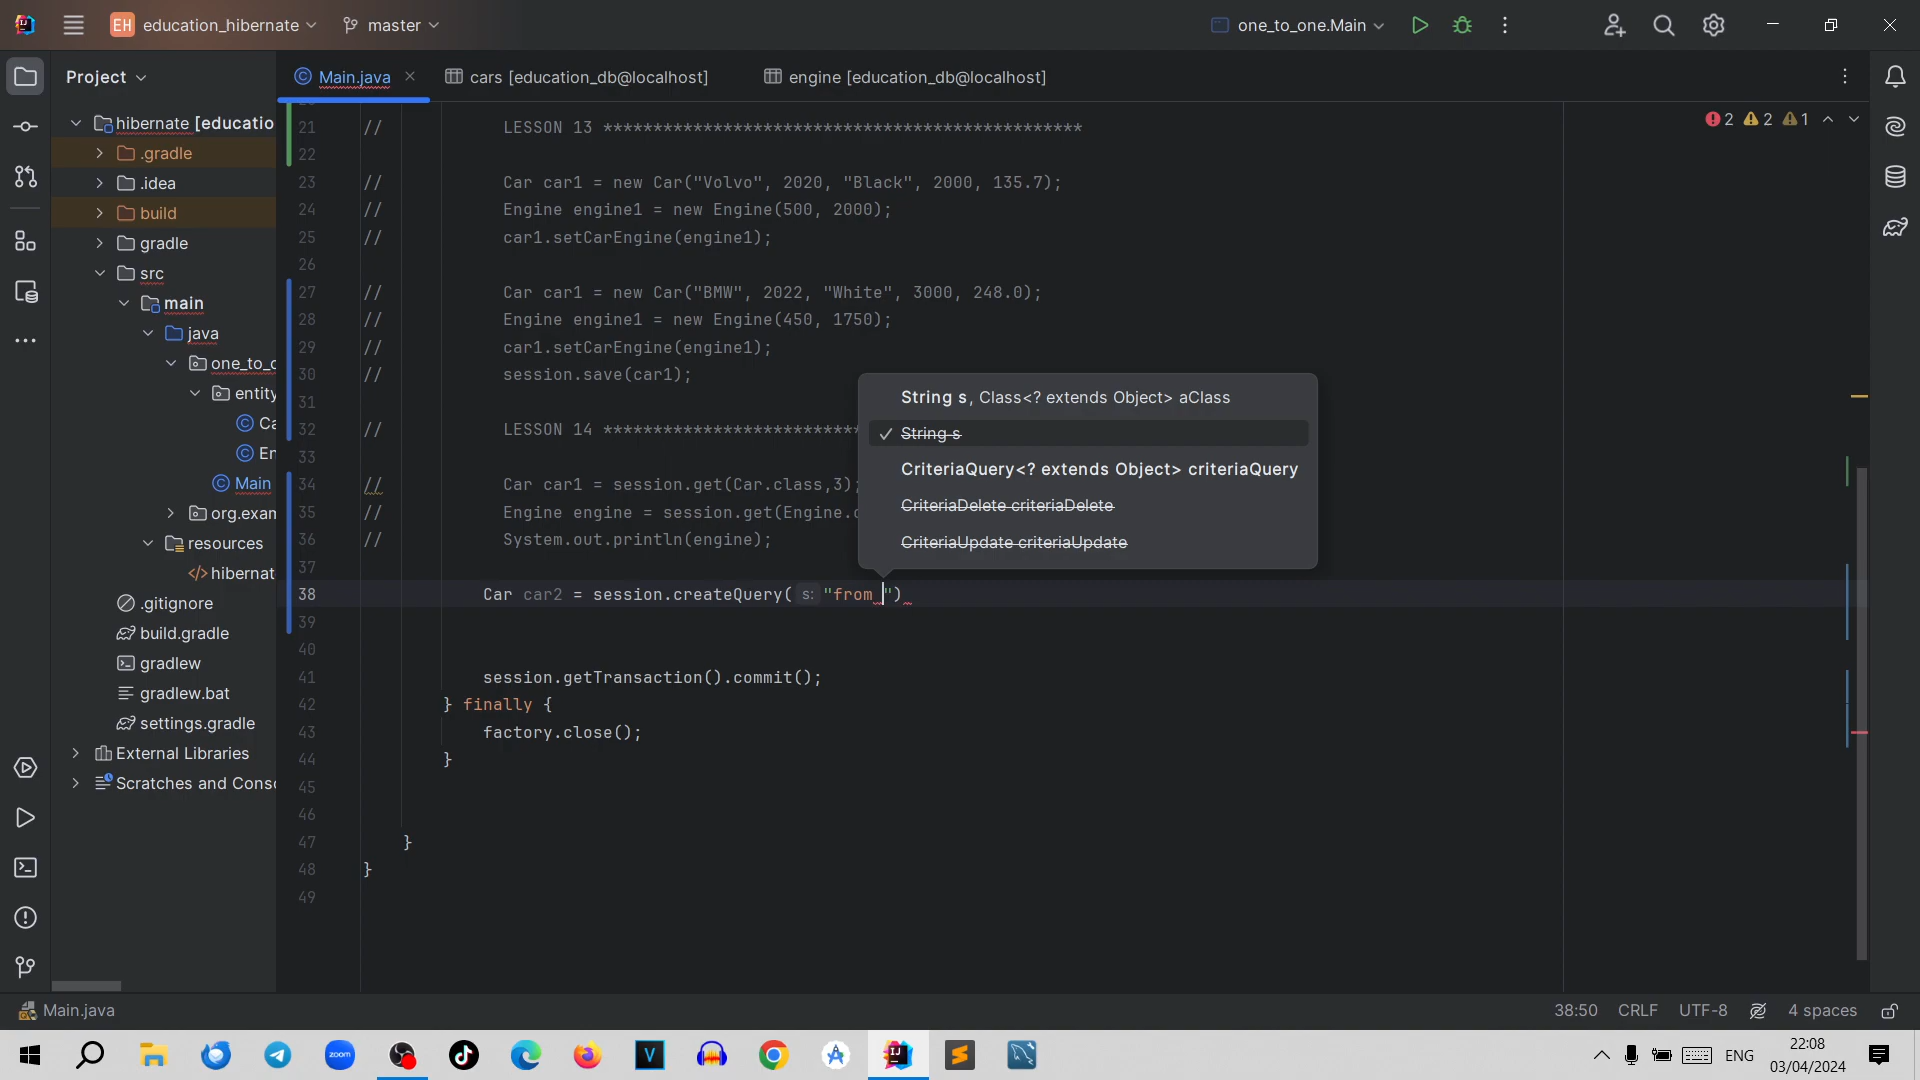 EH education_hibernate master one_to_one.Main
Project
Main.java cars [education_db@localhost] engine [education_db@localhost]
2 2 1
hibernate [educatio
.gradle
.idea
build
gradle
src
main
java
one_to_c
entity
Ca
En
Main
org.exam
resources
hibernat
.gitignore
build.gradle
gradlew
gradlew.bat
settings.gradle
External Libraries
Scratches and Conso
21 // LESSON 13 ************************************************
22
23 // Car car1 = new Car("Volvo", 2020, "Black", 2000, 135.7);
24 // Engine engine1 = new Engine(500, 2000);
25 // car1.setCarEngine(engine1);
26
27 // Car car1 = new Car("BMW", 2022, "White", 3000, 248.0);
28 // Engine engine1 = new Engine(450, 1750);
29 // car1.setCarEngine(engine1);
30 // session.save(car1);
31
32 // LESSON 14 **************************
33
34 // Car car1 = session.get(Car.class,3);
35 // Engine engine = session.get(Engine.c
36 // System.out.println(engine);
37
38 Car car2 = session.createQuery( s: "from ")
39
40
41 session.getTransaction().commit();
42 } finally {
43 factory.close();
44 }
45
46
47 }
48 }
49
String s, Class<? extends Object> aClass
String s
CriteriaQuery<? extends Object> criteriaQuery
CriteriaDelete criteriaDelete
CriteriaUpdate criteriaUpdate
Main.java 38:50 CRLF UTF-8 4 spaces
zoom V ENG 22:08
03/04/2024